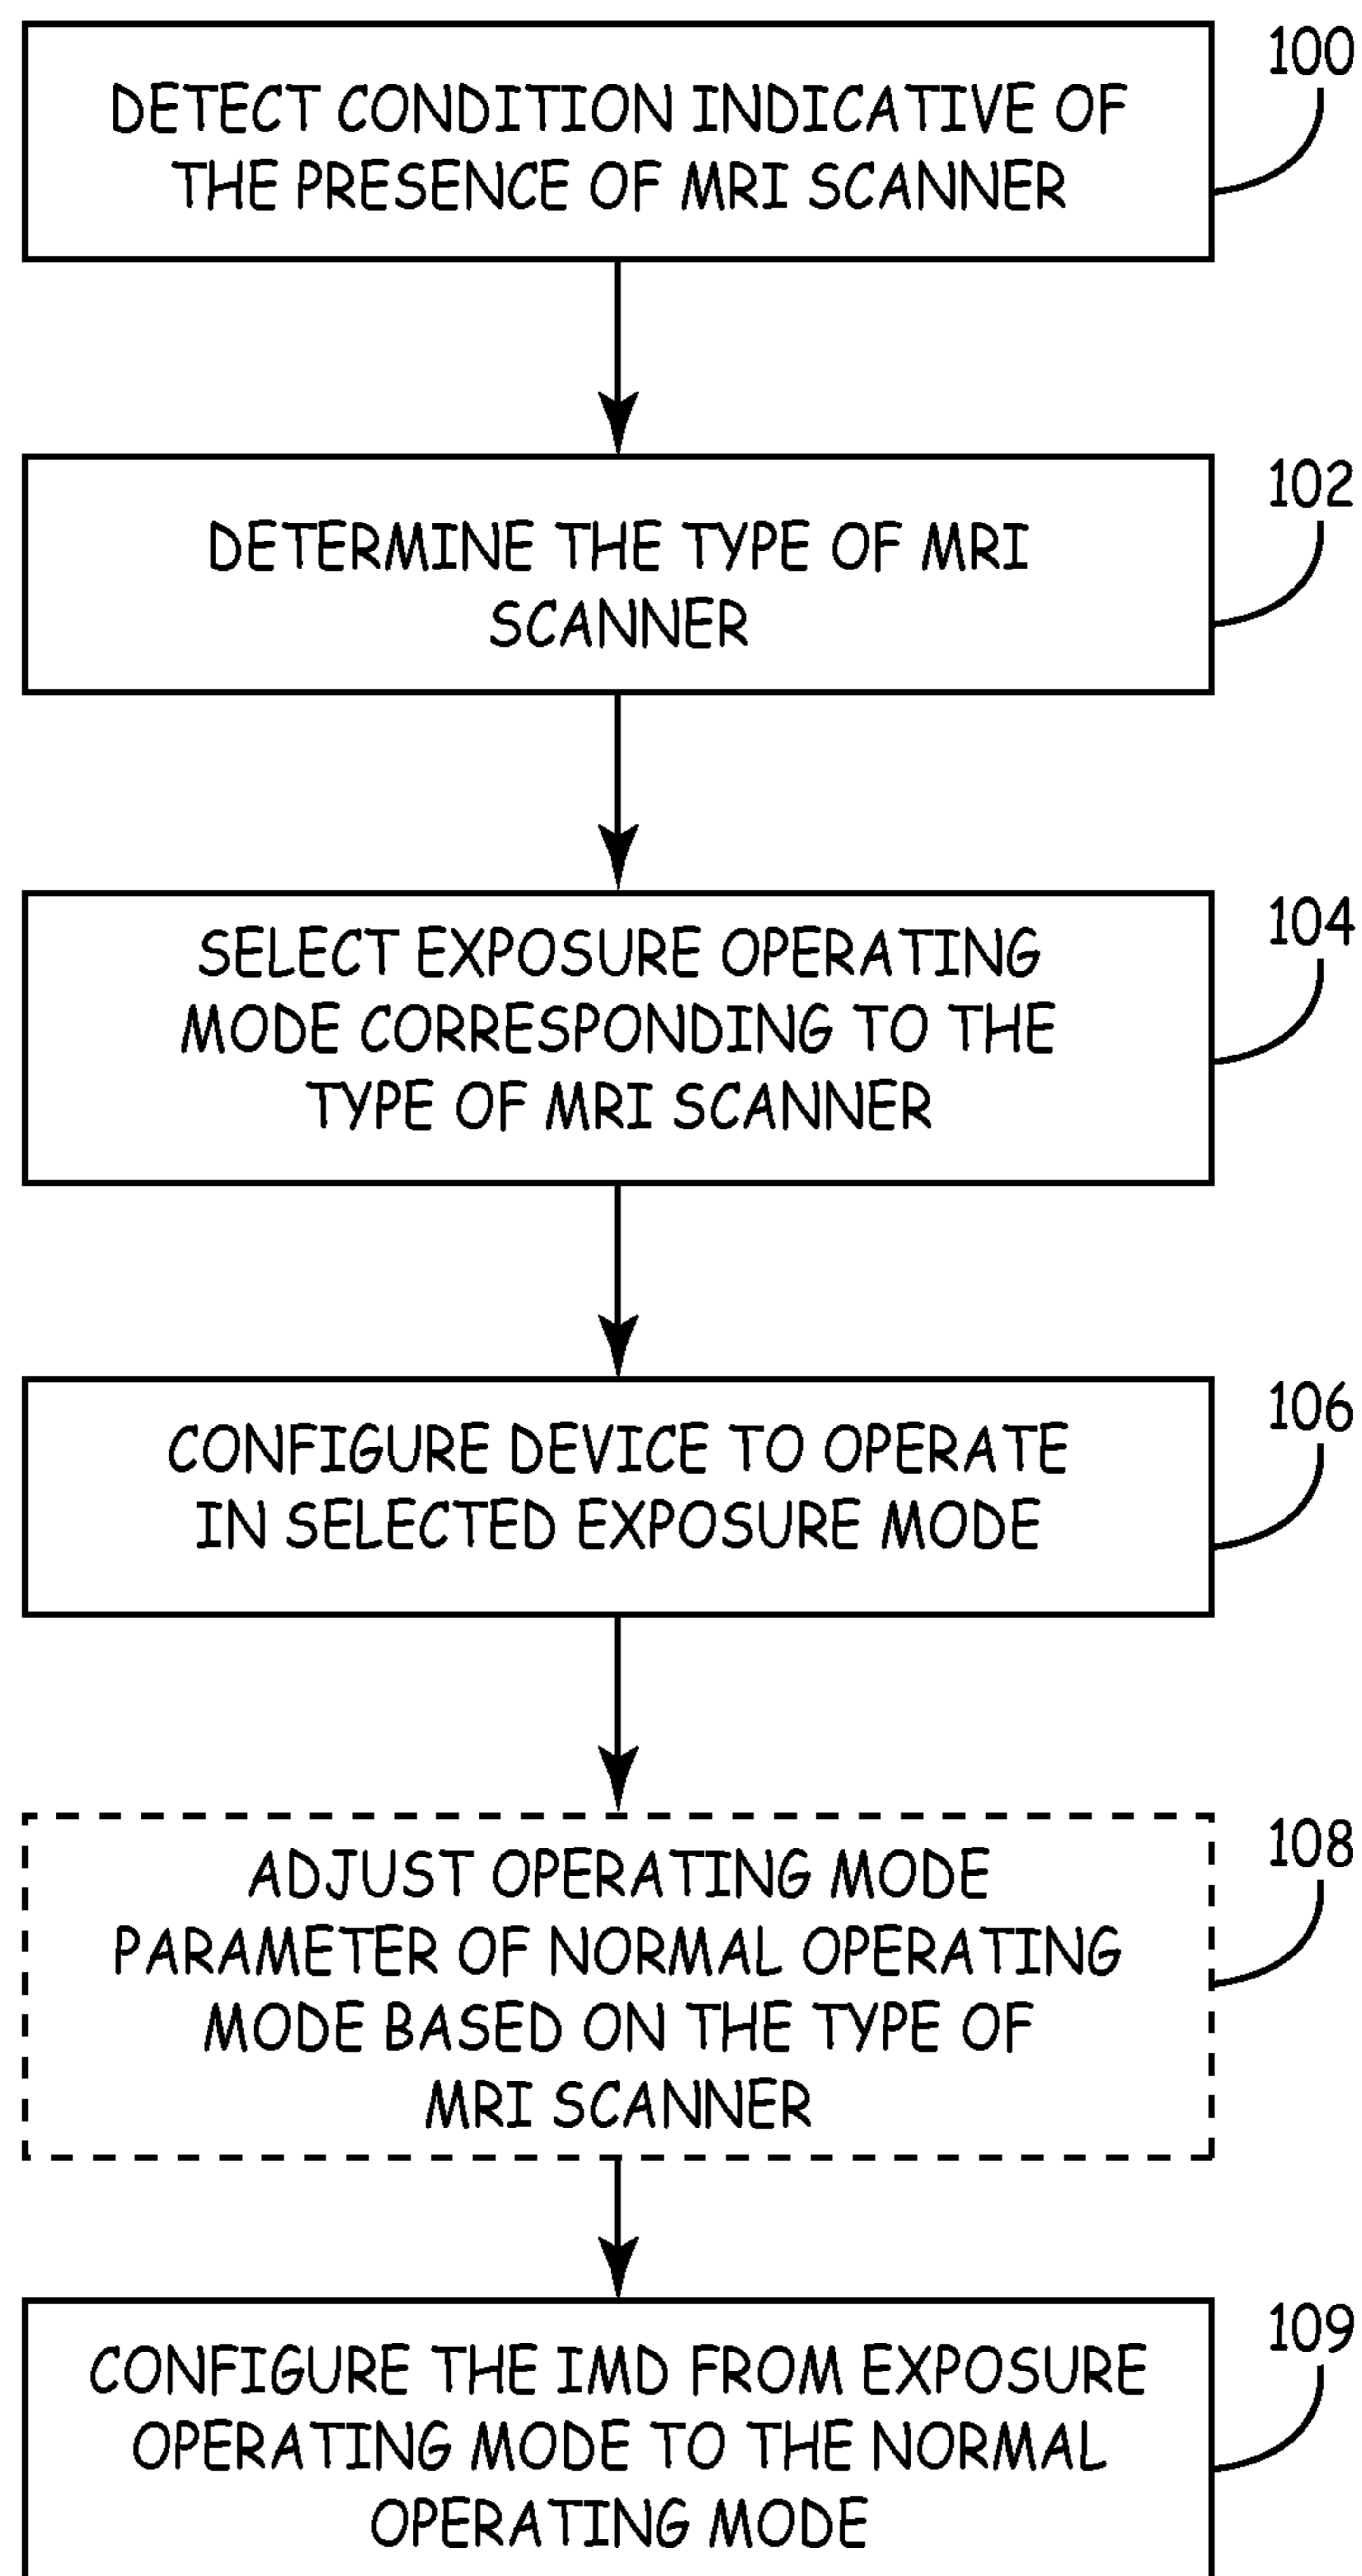 100
DETECT CONDITION INDICATIVE OF
THE PRESENCE OF MRI SCANNER
102
DETERMINE THE TYPE OF MRI
SCANNER
104
SELECT EXPOSURE OPERATING
MODE CORRESPONDING TO THE
TYPE OF MRI SCANNER
106
CONFIGURE DEVICE TO OPERATE
IN SELECTED EXPOSURE MODE
108
ADJUST OPERATING MODE
PARAMETER OF NORMAL OPERATING
MODE BASED ON THE TYPE OF
MRI SCANNER
109
CONFIGURE THE IMD FROM EXPOSURE
OPERATING MODE TO THE NORMAL
OPERATING MODE